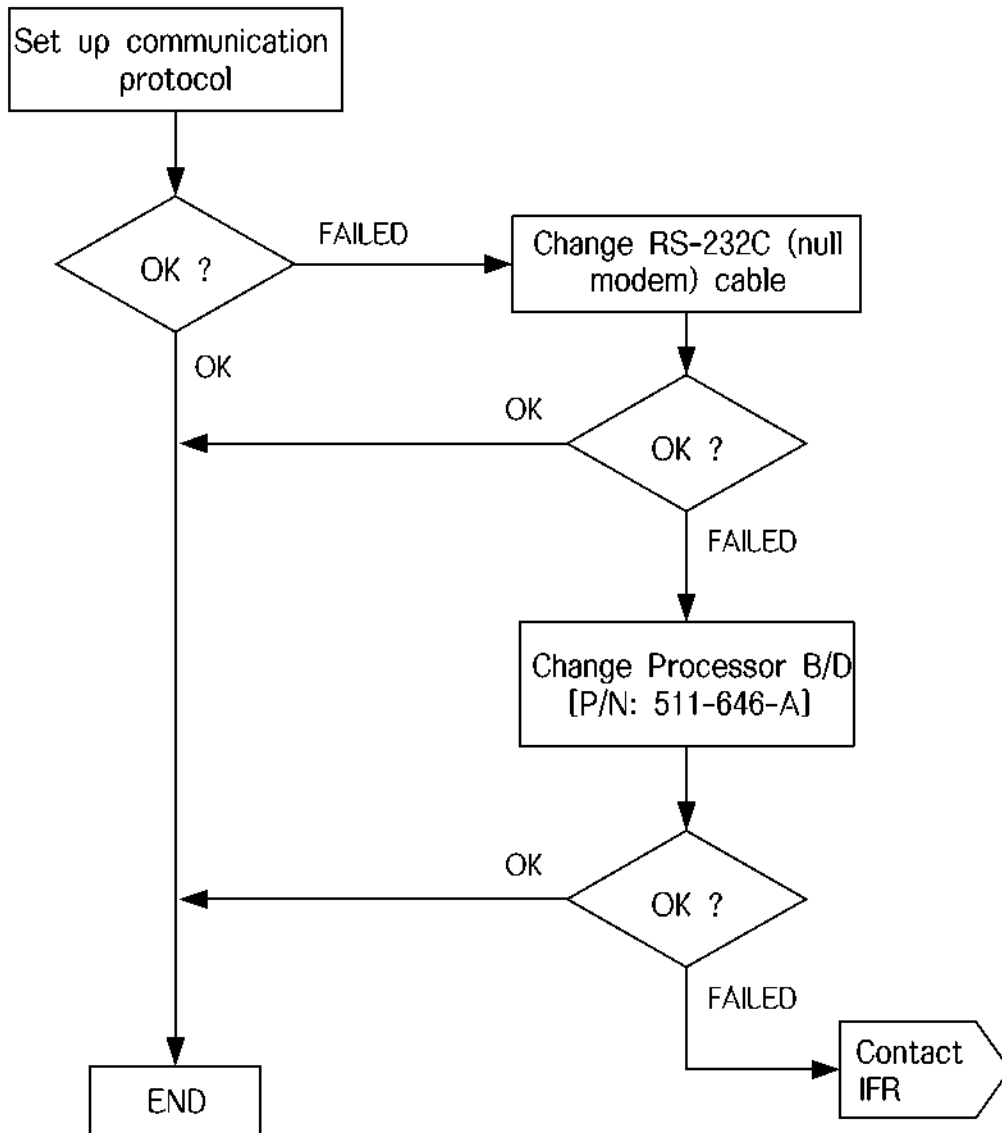 Set up communication
protocol
OK ?
FAILED
Change RS-232C (null
modem) cable
OK
OK
OK ?
FAILED
Change Processor B/D
[P/N: 511-646-A]
OK
OK ?
FAILED
Contact
IFR
END